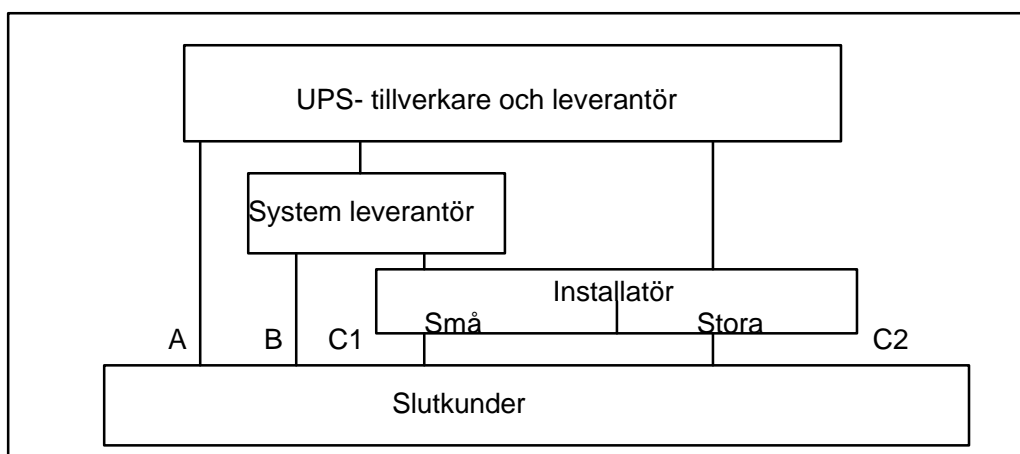 UPS- tillverkare och leverantör
System leverantör
Installatör
Små Stora
A B C1 C2
Slutkunder